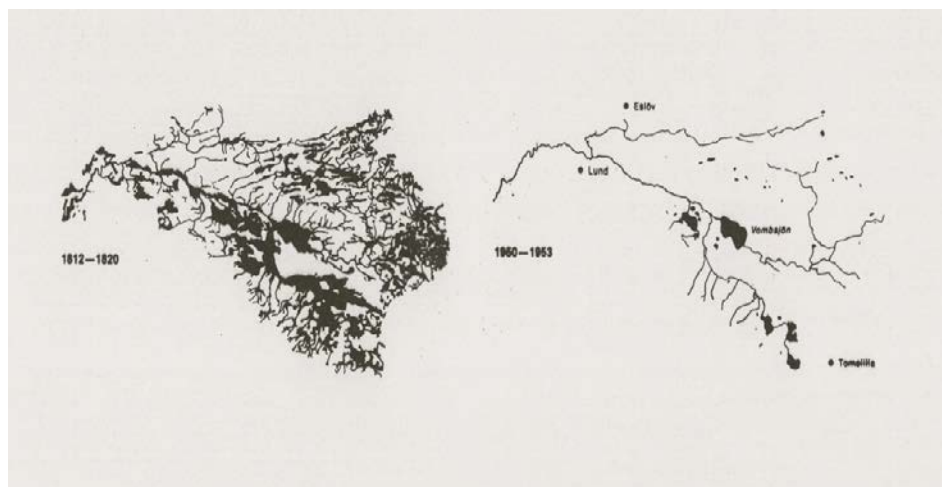 1812—1820
Eslöv
Lund
Vombsjön
1950—1953
Tomelilla